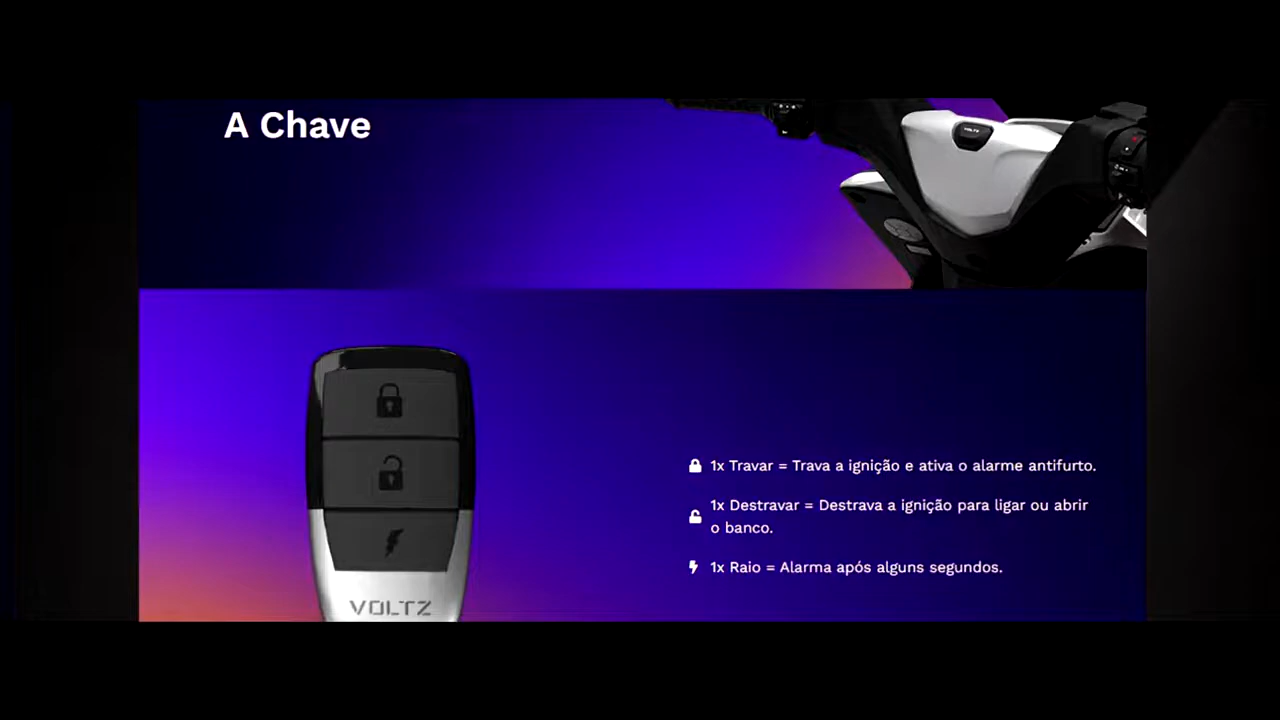 A Chave
VOLTZ
1x Travar = Trava a ignição e ativa o alarme antifurto.
1x Destravar = Destrava a ignição para ligar ou abrir
o banco.
1x Raio = Alarma após alguns segundos.
VOLTZ